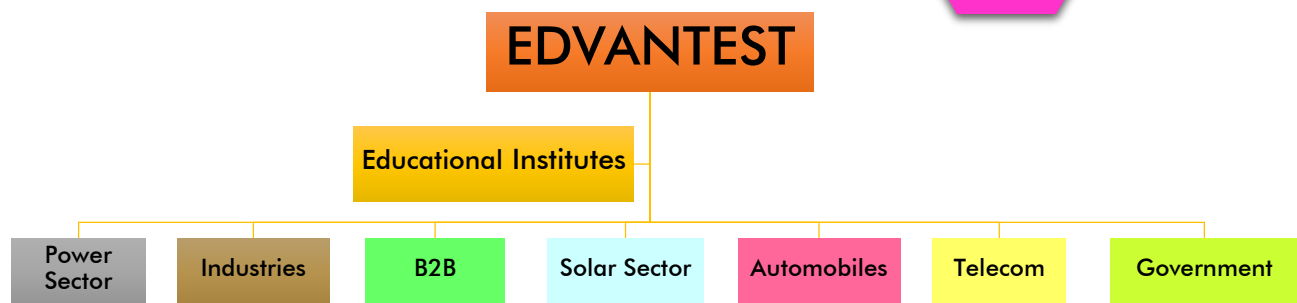 EDVANTEST
Educational Institutes
Power
Sector
Industries
B2B
Solar Sector
Automobiles
Telecom
Government